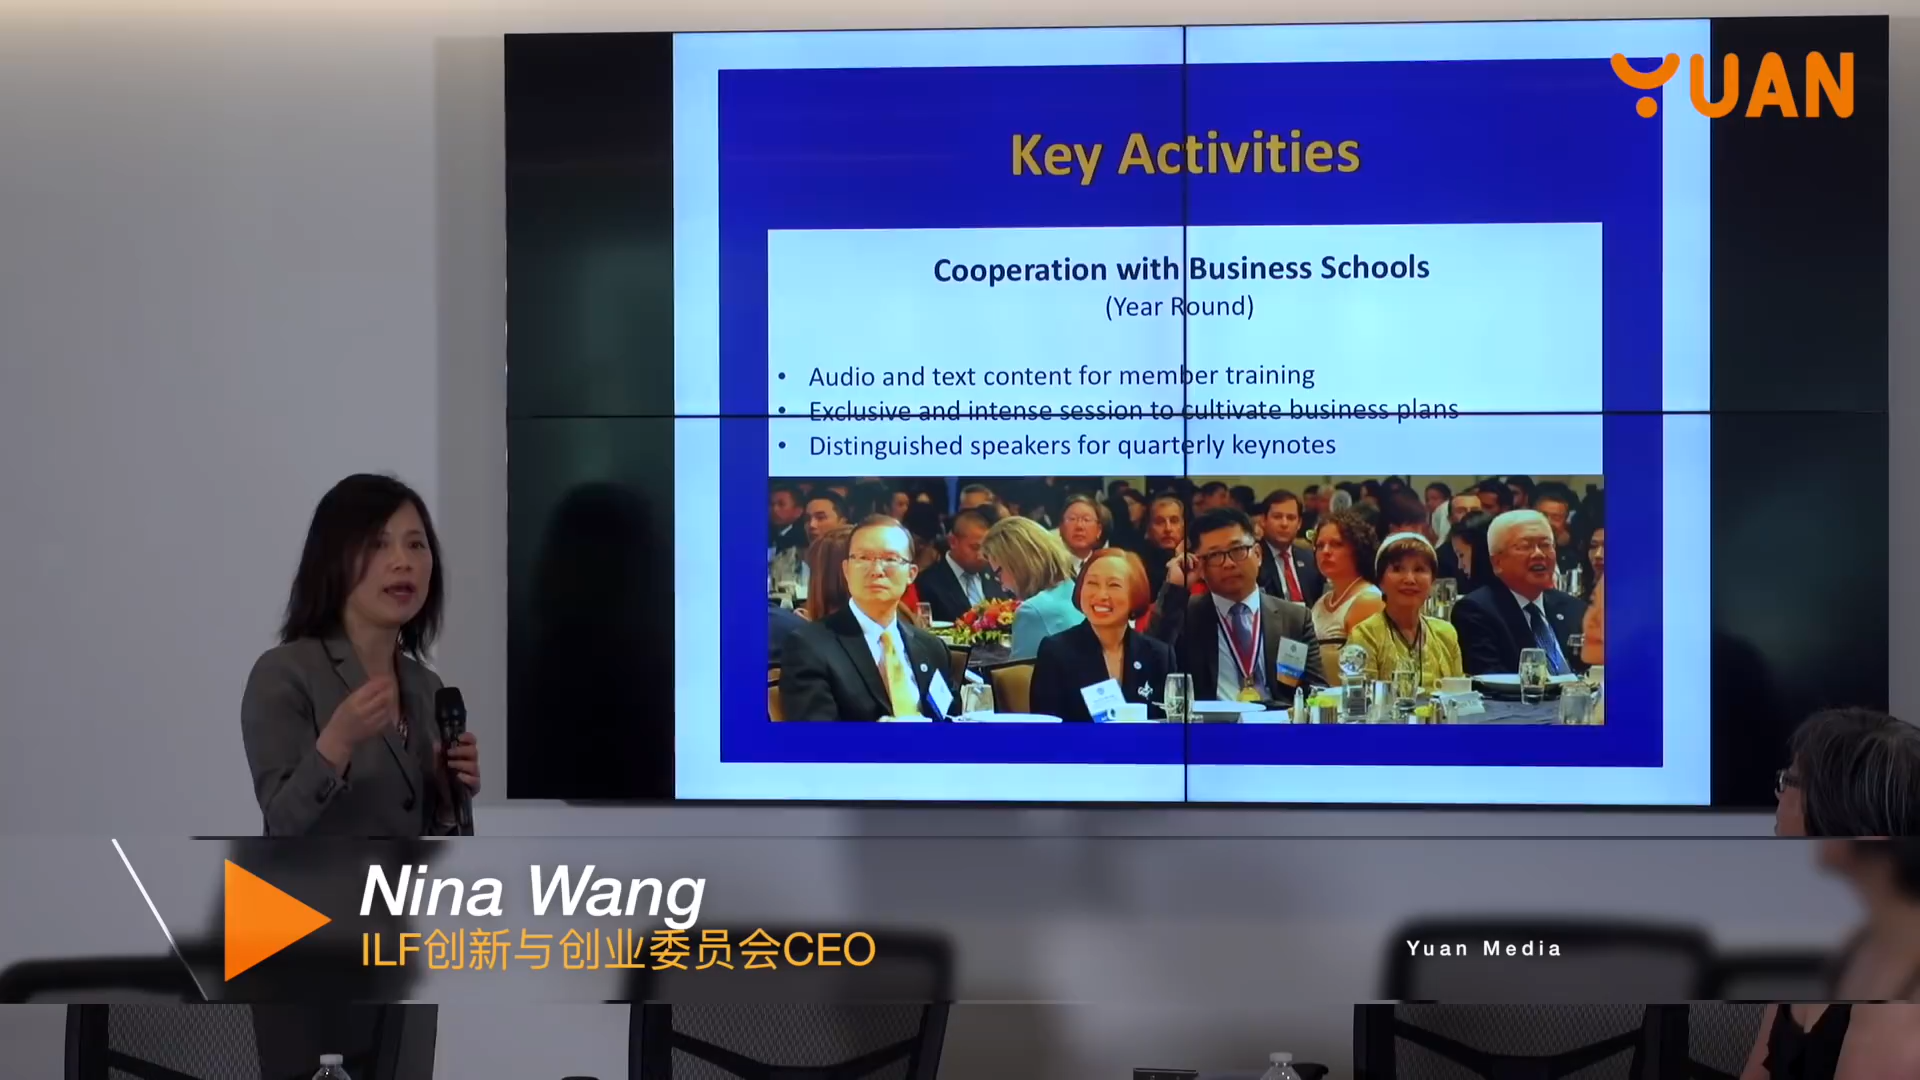 YUAN
Key Activities
Cooperation with Business Schools
(Year Round)
• Audio and text content for member training
• Exclusive and intense session to cultivate business plans
• Distinguished speakers for quarterly keynotes
Nina Wang
ILF创新与创业委员会CEO
Yuan Media